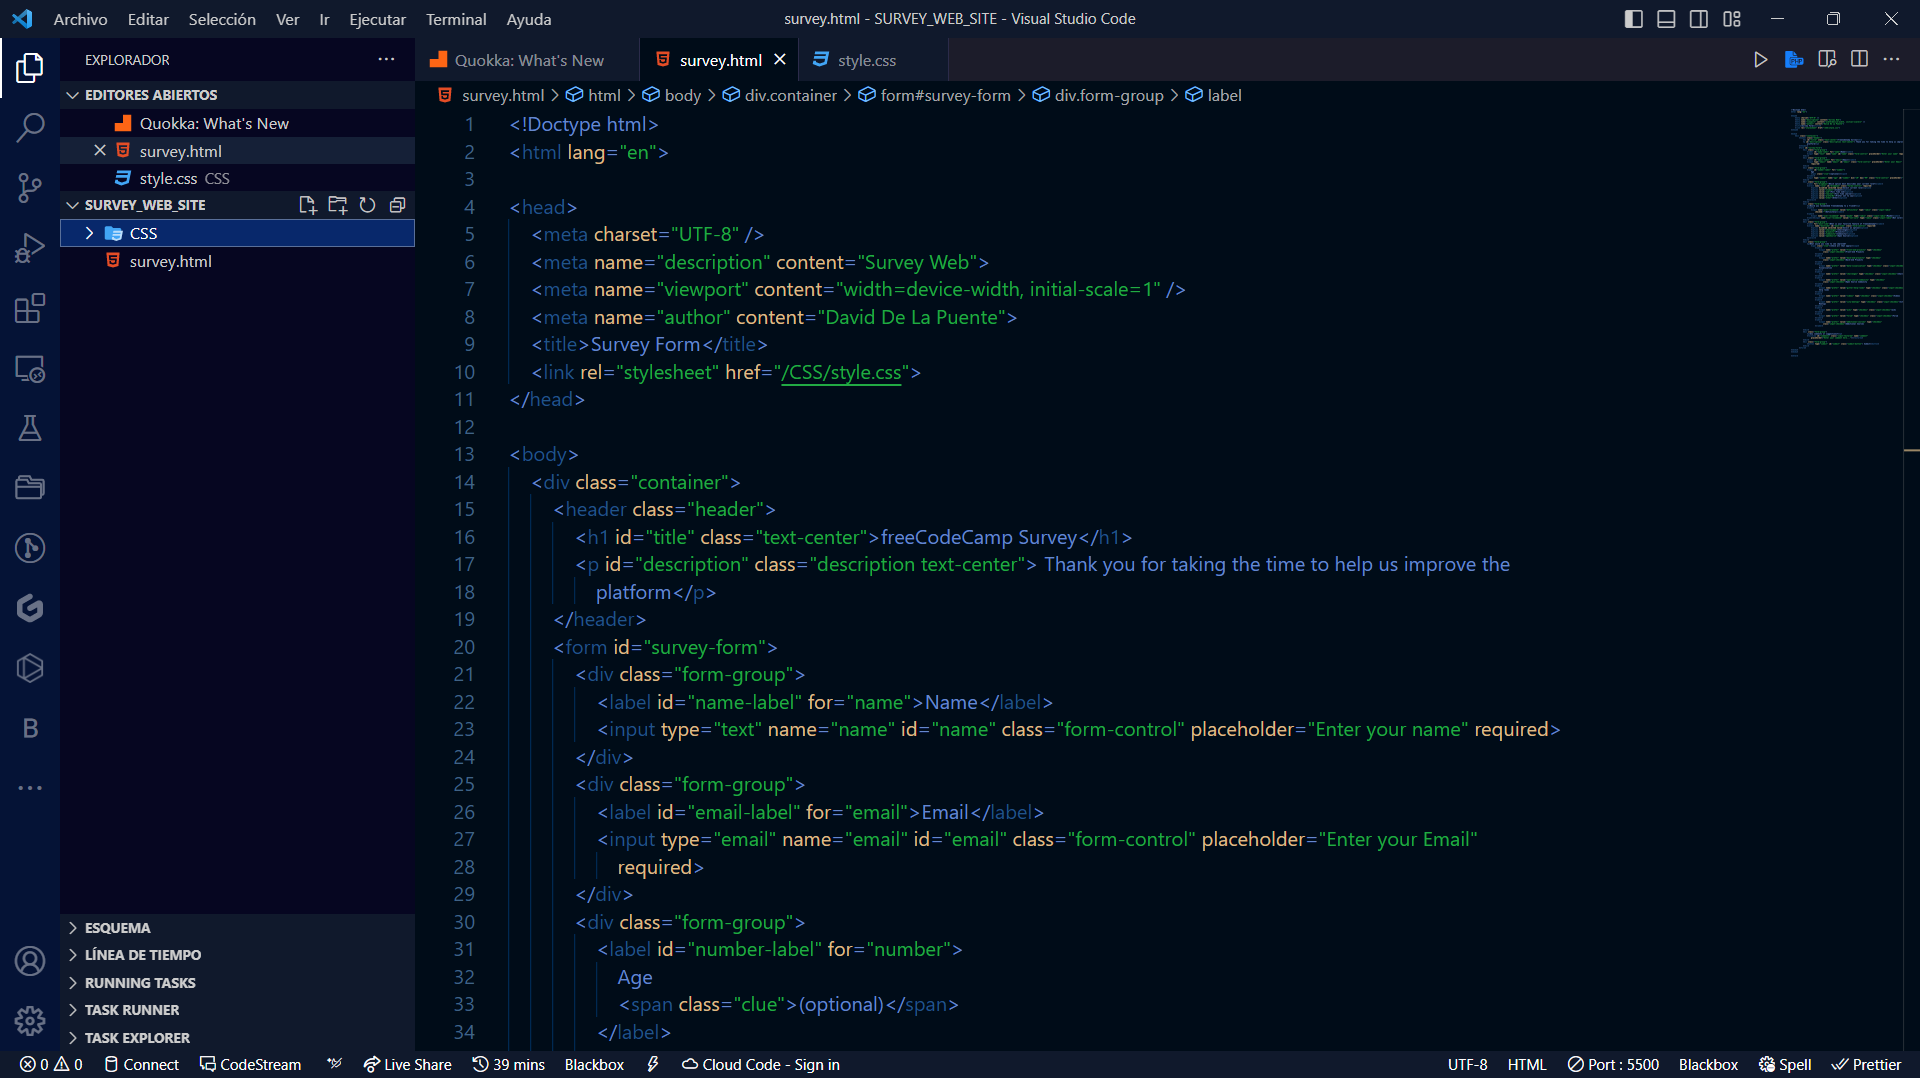 Archivo Editar Selección Ver Ir Ejecutar Terminal Ayuda
survey.html - SURVEY_WEB_SITE - Visual Studio Code
EXPLORADOR
EDITORES ABIERTOS
Quokka: What's New
survey.html
style.css CSS
SURVEY_WEB_SITE
CSS
survey.html
ESQUEMA
LÍNEA DE TIEMPO
RUNNING TASKS
TASK RUNNER
TASK EXPLORER
Quokka: What's New survey.html style.css
survey.html > html > body > div.container > form#survey-form > div.form-group > label
1 <!Doctype html>
2 <html lang="en">
3
4 <head>
5 <meta charset="UTF-8" />
6 <meta name="description" content="Survey Web">
7 <meta name="viewport" content="width=device-width, initial-scale=1" />
8 <meta name="author" content="David De La Puente">
9 <title>Survey Form</title>
10 <link rel="stylesheet" href="/CSS/style.css">
11 </head>
12
13 <body>
14 <div class="container">
15 <header class="header">
16 <h1 id="title" class="text-center">freeCodeCamp Survey</h1>
17 <p id="description" class="description text-center"> Thank you for taking the time to help us improve the
18 platform</p>
19 </header>
20 <form id="survey-form">
21 <div class="form-group">
22 <label id="name-label" for="name">Name</label>
23 <input type="text" name="name" id="name" class="form-control" placeholder="Enter your name" required>
24 </div>
25 <div class="form-group">
26 <label id="email-label" for="email">Email</label>
27 <input type="email" name="email" id="email" class="form-control" placeholder="Enter your Email"
28 required>
29 </div>
30 <div class="form-group">
31 <label id="number-label" for="number">
32 Age
33 <span class="clue">(optional)</span>
34 </label>
B
0 0 Connect CodeStream Live Share 39 mins Blackbox Cloud Code - Sign in UTF-8 HTML Port : 5500 Blackbox Spell Prettier